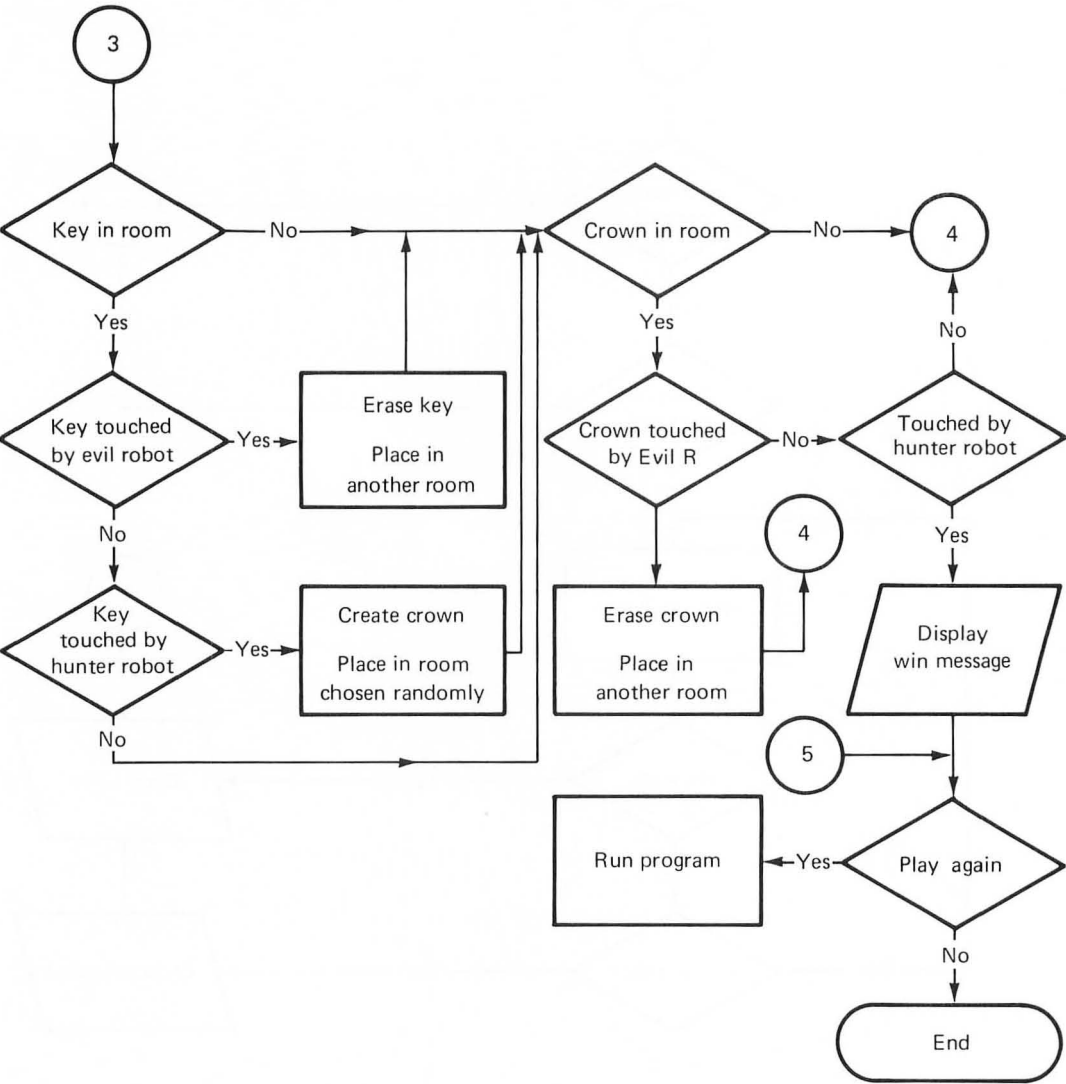 3
Key in room
No
Crown in room
No
4
Yes
Yes
No
Key touched
by evil robot
Yes
Erase key
Place in
another room
Crown touched
by Evil R
No
Touched by
hunter robot
No
4
Yes
Key
touched by
hunter robot
Yes
Create crown
Place in room
chosen randomly
Erase crown
Place in
another room
Display
win message
No
5
Run program
Yes
Play again
No
End